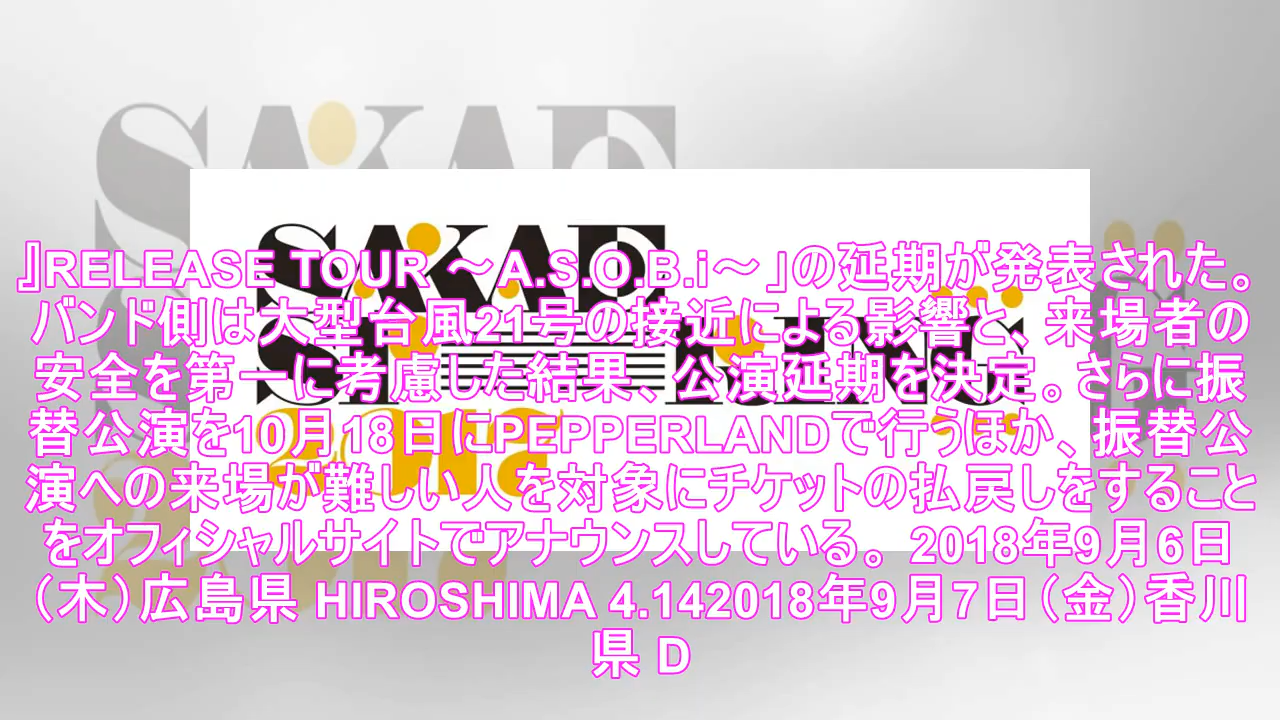 SAKAE
SAKAE
』RELEASE TOUR ～A.S.O.B.i～ 」の延期が発表された。
バンド側は大型台風21号の接近による影響と、来場者の
安全を第一に考慮した結果、公演延期を決定。さらに振
替公演を10月18日にPEPPERLANDで行うほか、振替公
演への来場が難しい人を対象にチケットの払戻しをすること
をオフィシャルサイトでアナウンスしている。 2018年9月6日
（木）広島県 HIROSHIMA 4.142018年9月7日（金）香川
県 D